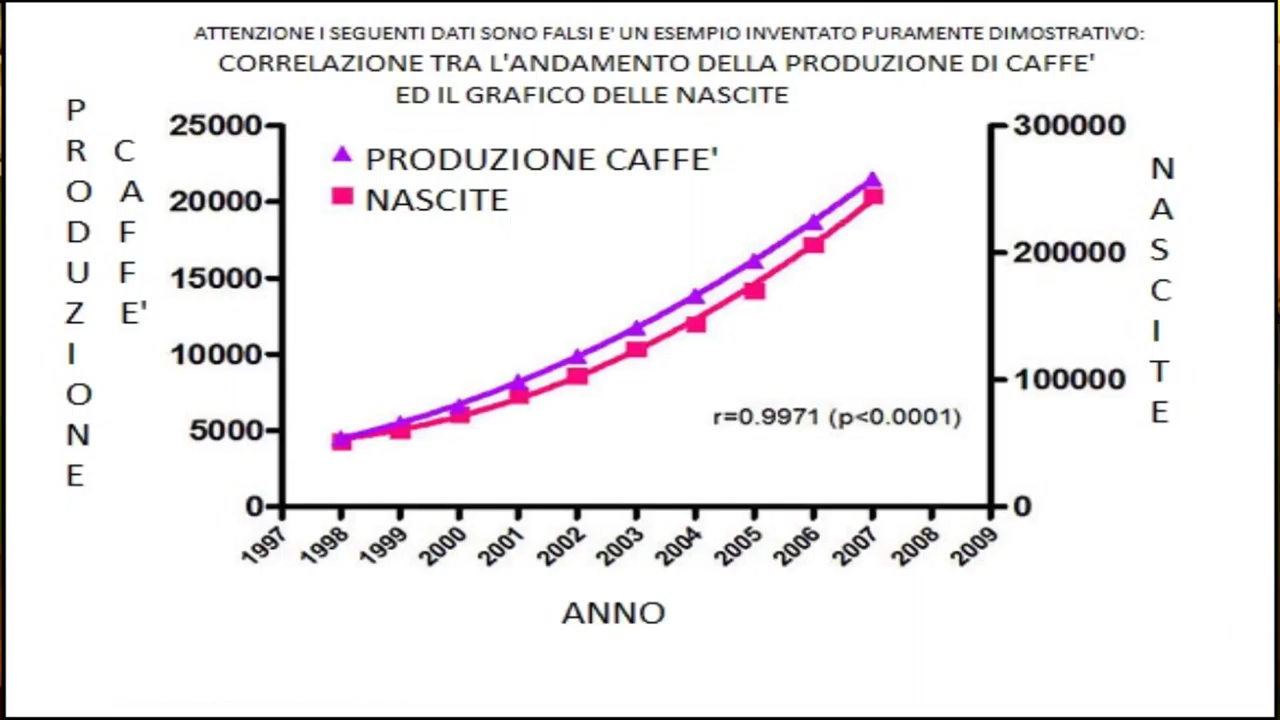 ATTENZIONE I SEGUENTI DATI SONO FALSI E' UN ESEMPIO INVENTATO PURAMENTE DIMOSTRATIVO:
CORRELAZIONE TRA L'ANDAMENTO DELLA PRODUZIONE DI CAFFE'
ED IL GRAFICO DELLE NASCITE
PRODUZIONE
CAFFE'
25000
20000
15000
10000
5000
0
PRODUZIONE CAFFE'
NASCITE
r=0.9971 (p<0.0001)
300000
200000
100000
0
NASCITE
1997 1998 1999 2000 2001 2002 2003 2004 2005 2006 2007 2008 2009
ANNO